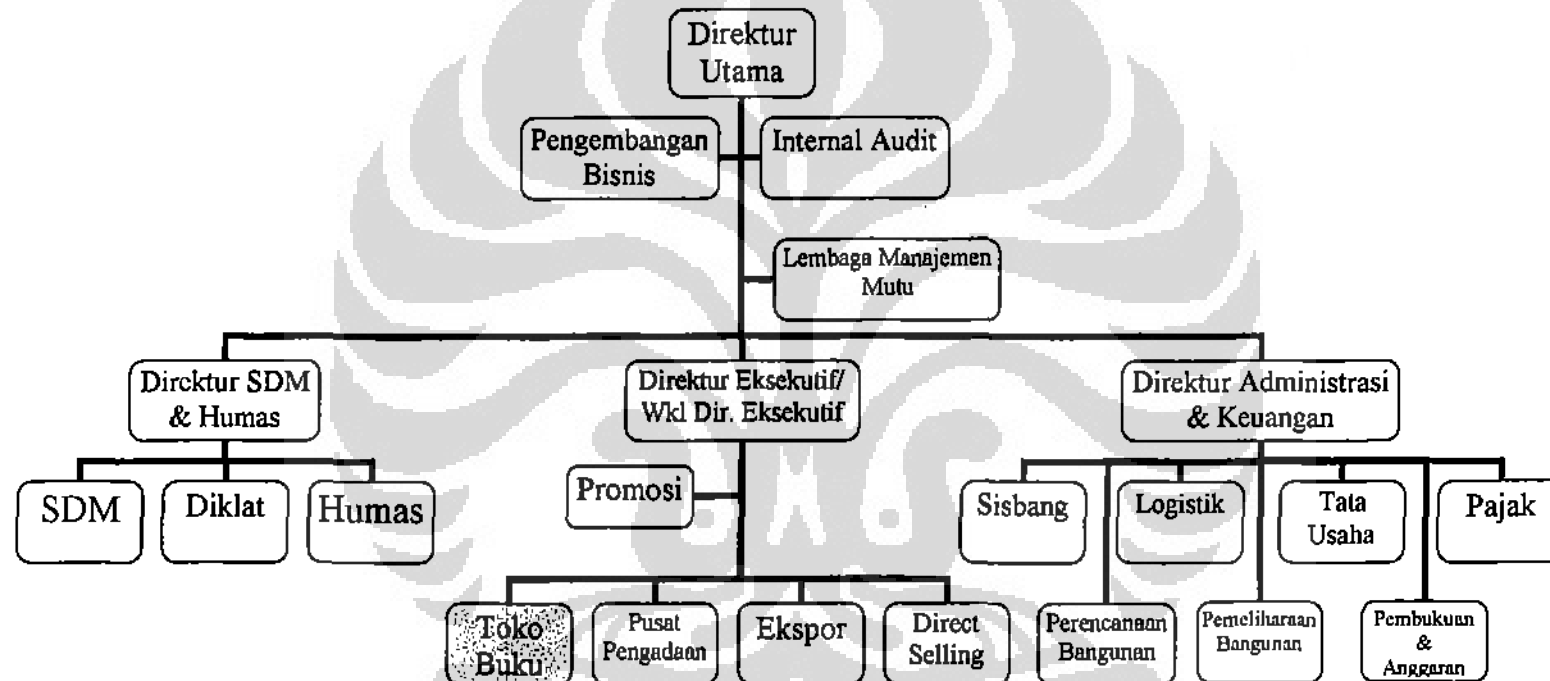 Direktur
Utama
Pengembangan
Bisnis
Internal Audit
Lembaga Manajemen
Mutu
Direktur SDM
& Humas
Direktur Eksekutif/
Wkl Dir. Eksekutif
Direktur Administrasi
& Keuangan
SDM
Diklat
Humas
Promosi
Sisbang
Logistik
Tata
Usaha
Pajak
Toko
Buku
Pusat
Pengadaan
Ekspor
Direct
Selling
Perencanaan
Bangunan
Pemeliharaan
Bangunan
Pembukuan
&
Anggaran